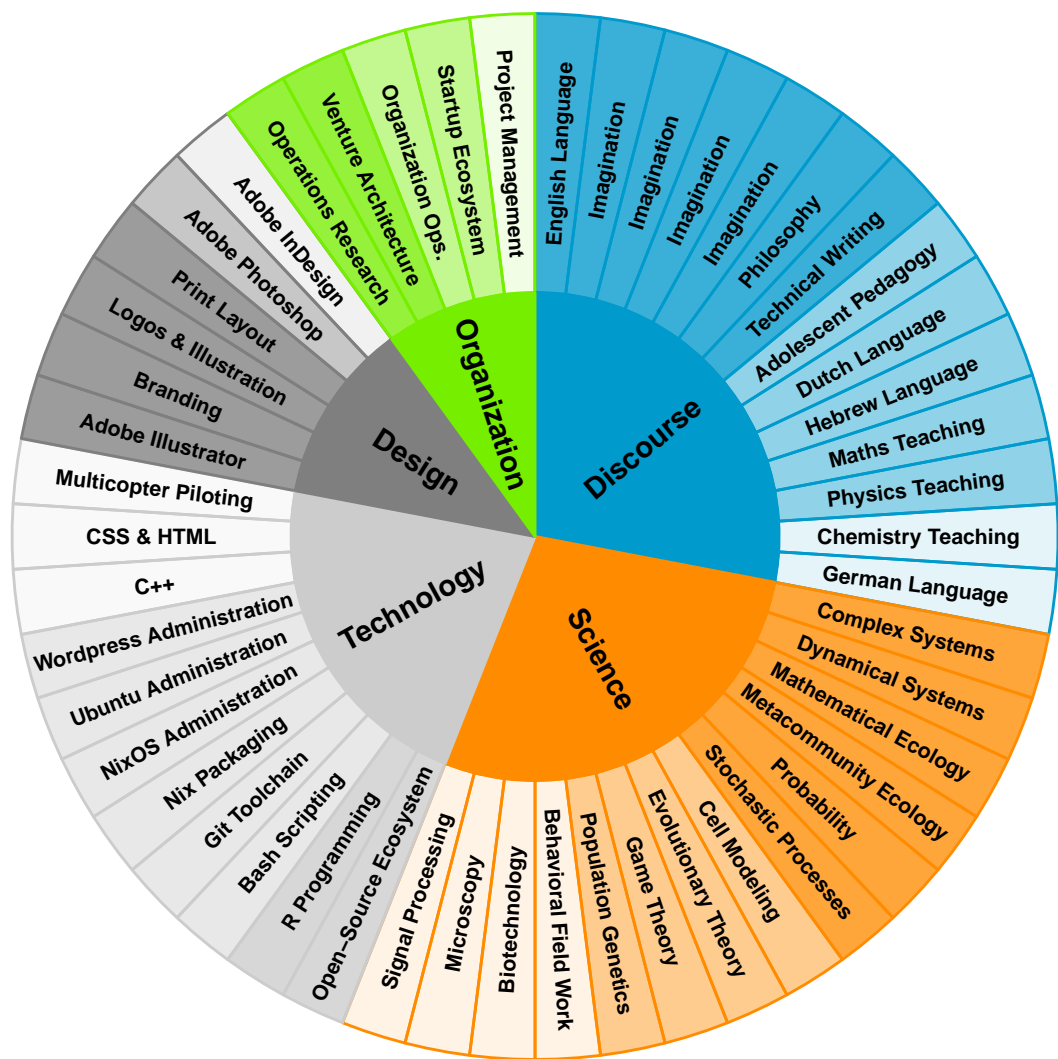 Discourse
Science
Technology
Design
Organization
English Language
Imagination
Imagination
Imagination
Imagination
Philosophy
Technical Writing
Adolescent Pedagogy
Dutch Language
Hebrew Language
Maths Teaching
Physics Teaching
Chemistry Teaching
German Language
Complex Systems
Dynamical Systems
Mathematical Ecology
Metacommunity Ecology
Probability
Stochastic Processes
Cell Modeling
Evolutionary Theory
Game Theory
Population Genetics
Behavioral Field Work
Biotechnology
Microscopy
Signal Processing
Open−Source Ecosystem
R Programming
Bash Scripting
Git Toolchain
Nix Packaging
NixOS Administration
Ubuntu Administration
Wordpress Administration
C++
CSS & HTML
Multicopter Piloting
Adobe Illustrator
Branding
Logos & Illustration
Print Layout
Adobe Photoshop
Adobe InDesign
Operations Research
Venture Architecture
Organization Ops.
Startup Ecosystem
Project Management